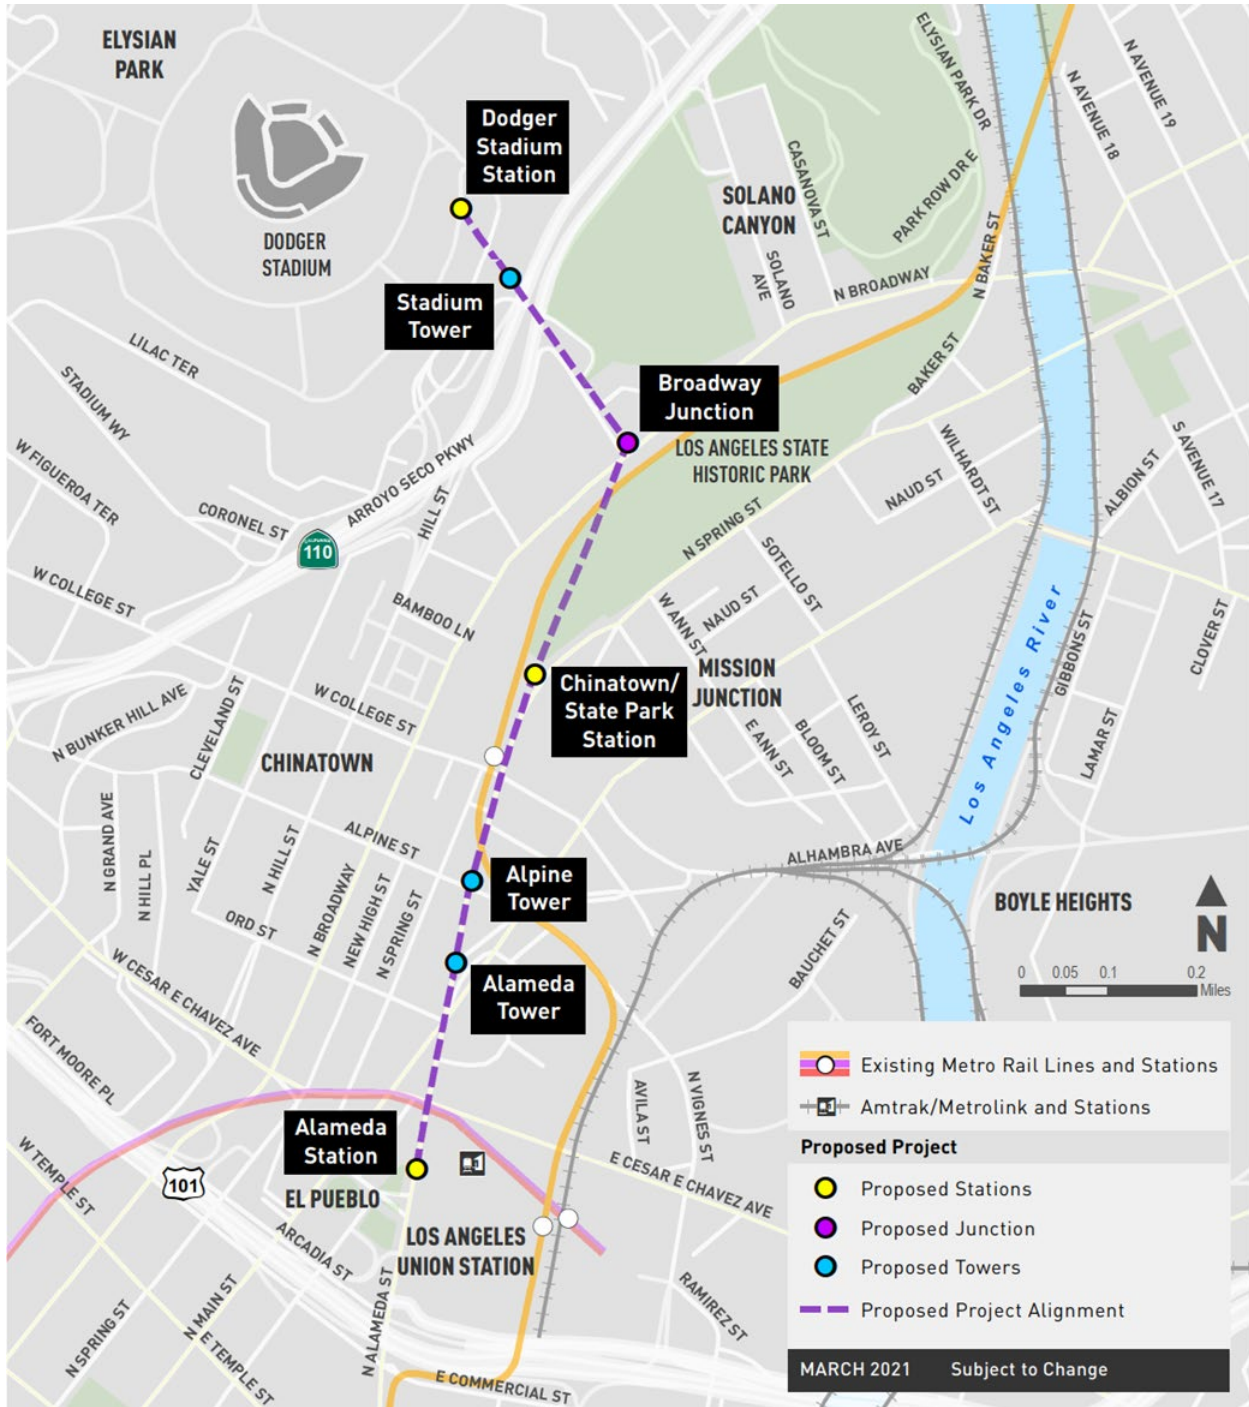 ELYSIAN
PARK
Dodger
Stadium
Station
DODGER
STADIUM
Stadium
Tower
SOLANO
CANYON
CASANOVA ST
SOLANO
AVE
ELYSIAN PARK DR
PARK ROW DR E
N BROADWAY
N BAKER ST
BAKER ST
N AVENUE 19
N AVENUE 18
LILAC TER
STADIUM WY
W FIGUEROA TER
CORONEL ST
ARROYO SECO PKWY
HILL ST
CALIFORNIA
110
Broadway
Junction
LOS ANGELES STATE
HISTORIC PARK
WILHARDT ST
NAUD ST
ALBION ST
S AVENUE 17
N SPRING ST
SOTELLO ST
W COLLEGE ST
BAMBOO LN
W ANN ST
NAUD ST
MISSION
JUNCTION
Chinatown/
State Park
Station
LEROY ST
BLOOM ST
E ANN ST
Los Angeles River
GIBBONS ST
CLOVER ST
LAMAR ST
N BUNKER HILL AVE
CLEVELAND ST
W COLLEGE ST
CHINATOWN
N GRAND AVE
N HILL PL
YALE ST
N HILL ST
ALPINE ST
ALHAMBRA AVE
Alpine
Tower
BOYLE HEIGHTS
N
ORD ST
N BROADWAY
NEW HIGH ST
N SPRING ST
BAUCHET ST
W CESAR E CHAVEZ AVE
Alameda
Tower
0 0.05 0.1 0.2
Miles
FORT MOORE PL
AVILA ST
N VIGNES ST
Alameda
Station
W TEMPLE ST
101
EL PUEBLO
E CESAR E CHAVEZ AVE
ARCADIA ST
LOS ANGELES
UNION STATION
RAMIREZ ST
N SPRING ST
N MAIN ST
E TEMPLE ST
N ALAMEDA ST
E COMMERCIAL ST
Existing Metro Rail Lines and Stations
Amtrak/Metrolink and Stations
Proposed Project
Proposed Stations
Proposed Junction
Proposed Towers
Proposed Project Alignment
MARCH 2021 Subject to Change